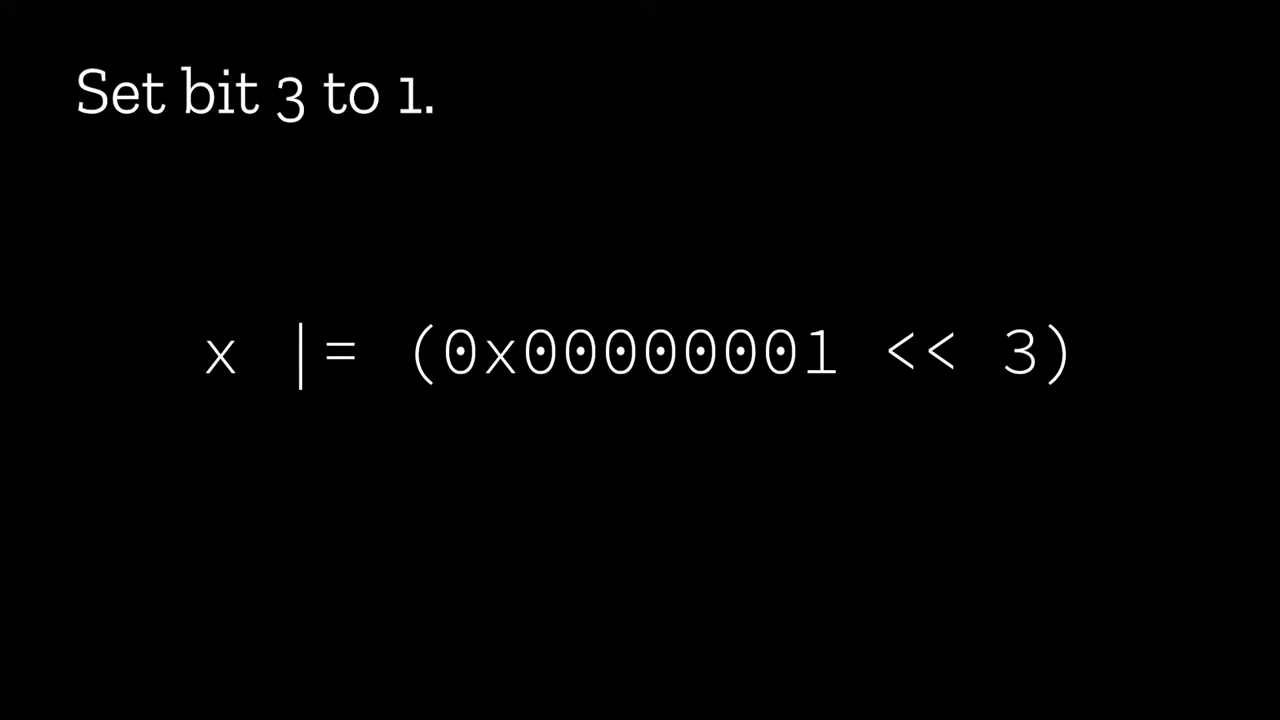 Set bit 3 to 1.
x |= (0x00000001 << 3)